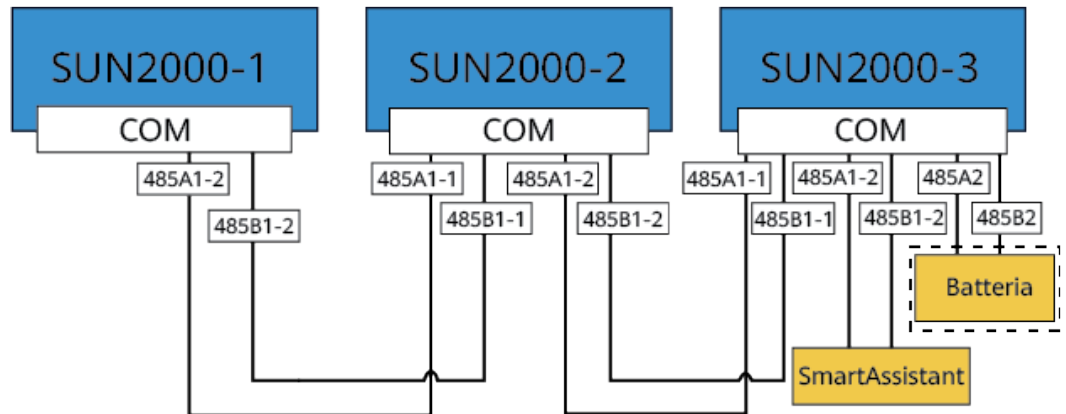 SUN2000-1
SUN2000-2
SUN2000-3
COM
COM
COM
485A1-2
485B1-2
485A1-1
485B1-1
485A1-2
485B1-2
485A1-1
485B1-1
485A1-2
485B1-2
485A2
485B2
Batteria
SmartAssistant